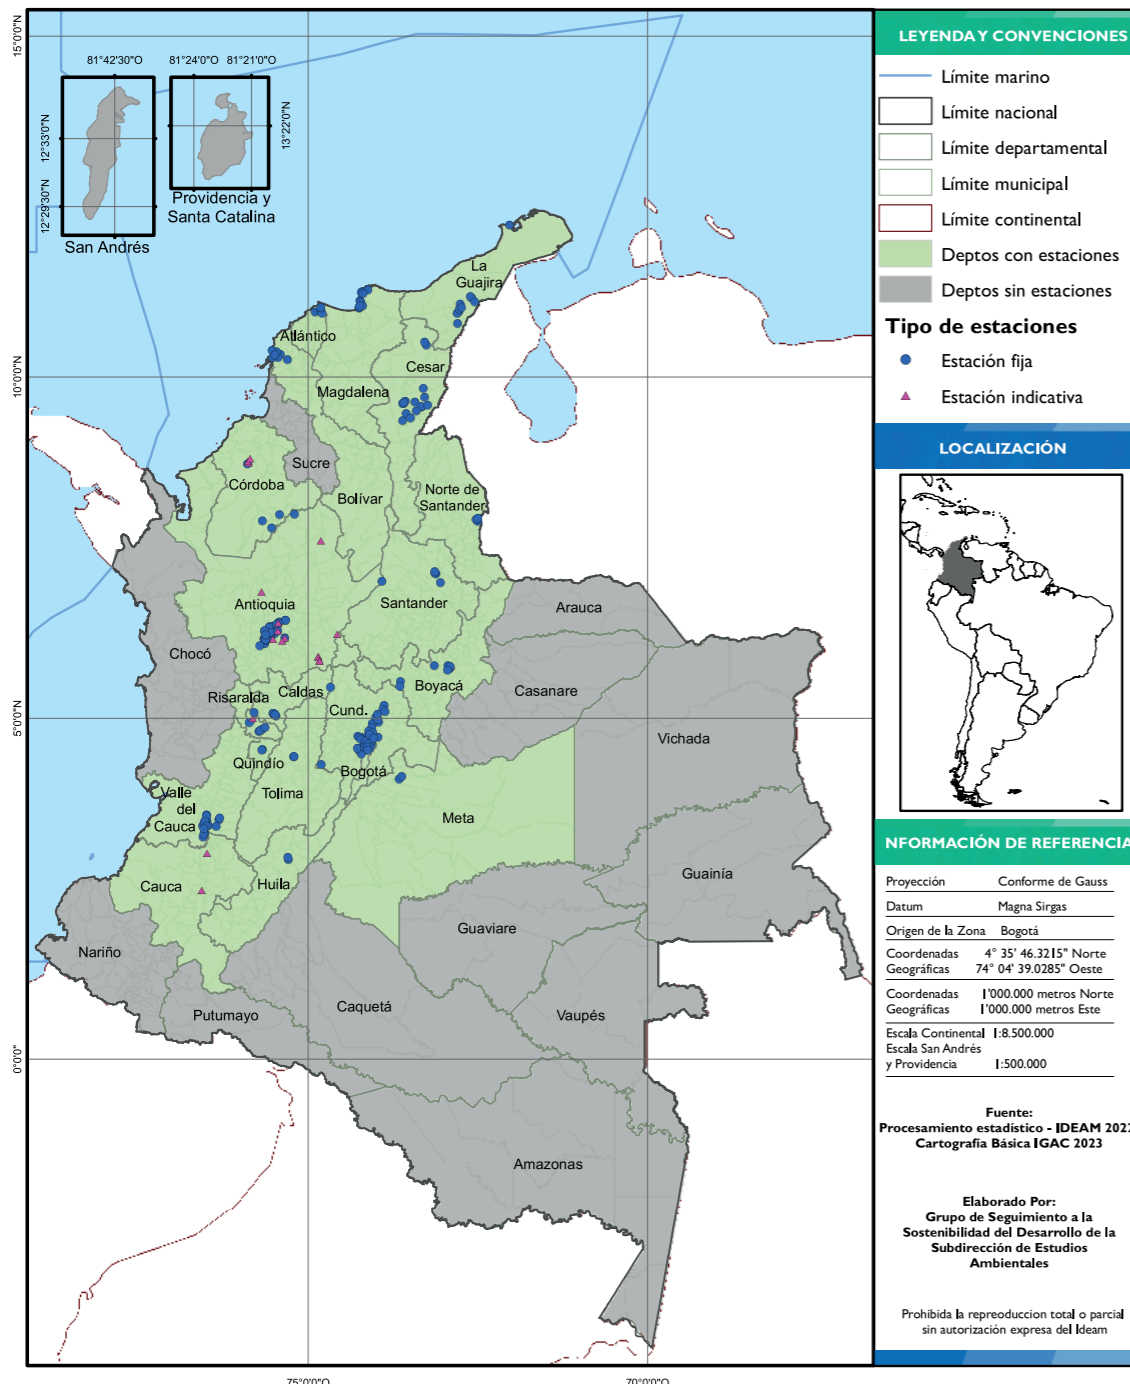 15°0'0"N
10°0'0"N
5°0'0"N
0°0'0"
75°0'0"O
70°0'0"O
81°42'30"O
12°33'0"N
12°29'30"N
San Andrés
81°24'0"O
81°21'0"O
13°22'0"N
Providencia y
Santa Catalina
La
Guajira
Atlántico
Cesar
Magdalena
Sucre
Córdoba
Bolívar
Norte de
Santander
Antioquia
Santander
Arauca
Chocó
Boyacá
Casanare
Risaralda
Caldas
Cund.
Vichada
Quindío
Bogotá
Valle
del
Cauca
Tolima
Meta
Guainía
Cauca
Huila
Guaviare
Nariño
Caquetá
Putumayo
Vaupés
Amazonas
LEYENDA Y CONVENCIONES
Límite marino
Límite nacional
Límite departamental
Límite municipal
Límite continental
Deptos con estaciones
Deptos sin estaciones
Tipo de estaciones
Estación fija
Estación indicativa
LOCALIZACIÓN
NFORMACIÓN DE REFERENCIA
Proyección Conforme de Gauss
Datum Magna Sirgas
Origen de la Zona Bogotá
Coordenadas 4° 35' 46.3215" Norte
Geográficas 74° 04' 39.0285" Oeste
Coordenadas 1'000.000 metros Norte
Geográficas 1'000.000 metros Este
Escala Continental 1:8.500.000
Escala San Andrés
y Providencia 1:500.000
Fuente:
Procesamiento estadístico - IDEAM 2022
Cartografía Básica IGAC 2023
Elaborado Por:
Grupo de Seguimiento a la
Sostenibilidad del Desarrollo de la
Subdirección de Estudios
Ambientales
Prohibida la repreoduccion total o parcial
sin autorización expresa del Ideam